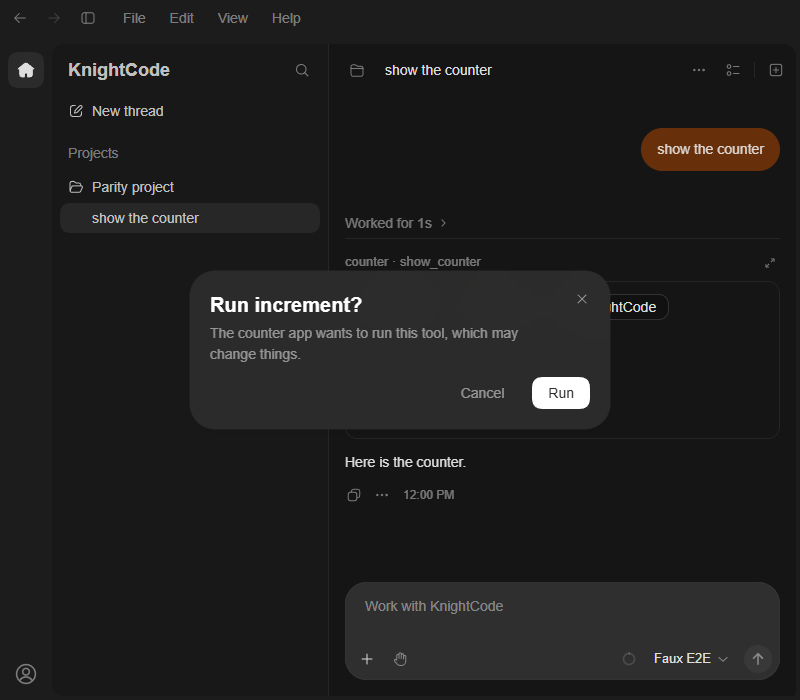 File Edit View Help
KnightCode
New thread
Projects
Parity project
show the counter
show the counter
show the counter
Worked for 1s
counter · show_counter
Run increment?
The counter app wants to run this tool, which may
change things.
Cancel
Run
Here is the counter.
12:00 PM
Work with KnightCode
Faux E2E